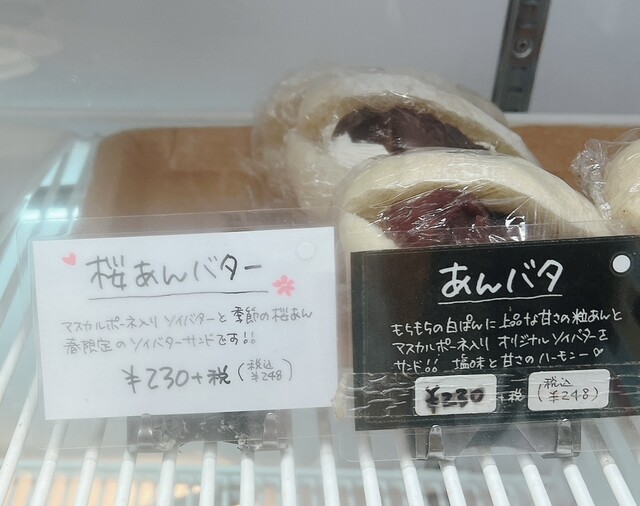 桜あんバター
マスカルポーネ入りソイバターと季節の桜あん
春限定のソイバターサンドです!!
¥230+税(税込¥248)
あんバタ
もちもちの白ぱんに上品な甘さの粒あんと
マスカルポーネ入りオリジナルソイバターを
サンド!! 塩味と甘さのハーモニー♡
¥230+税
税込
(¥248)